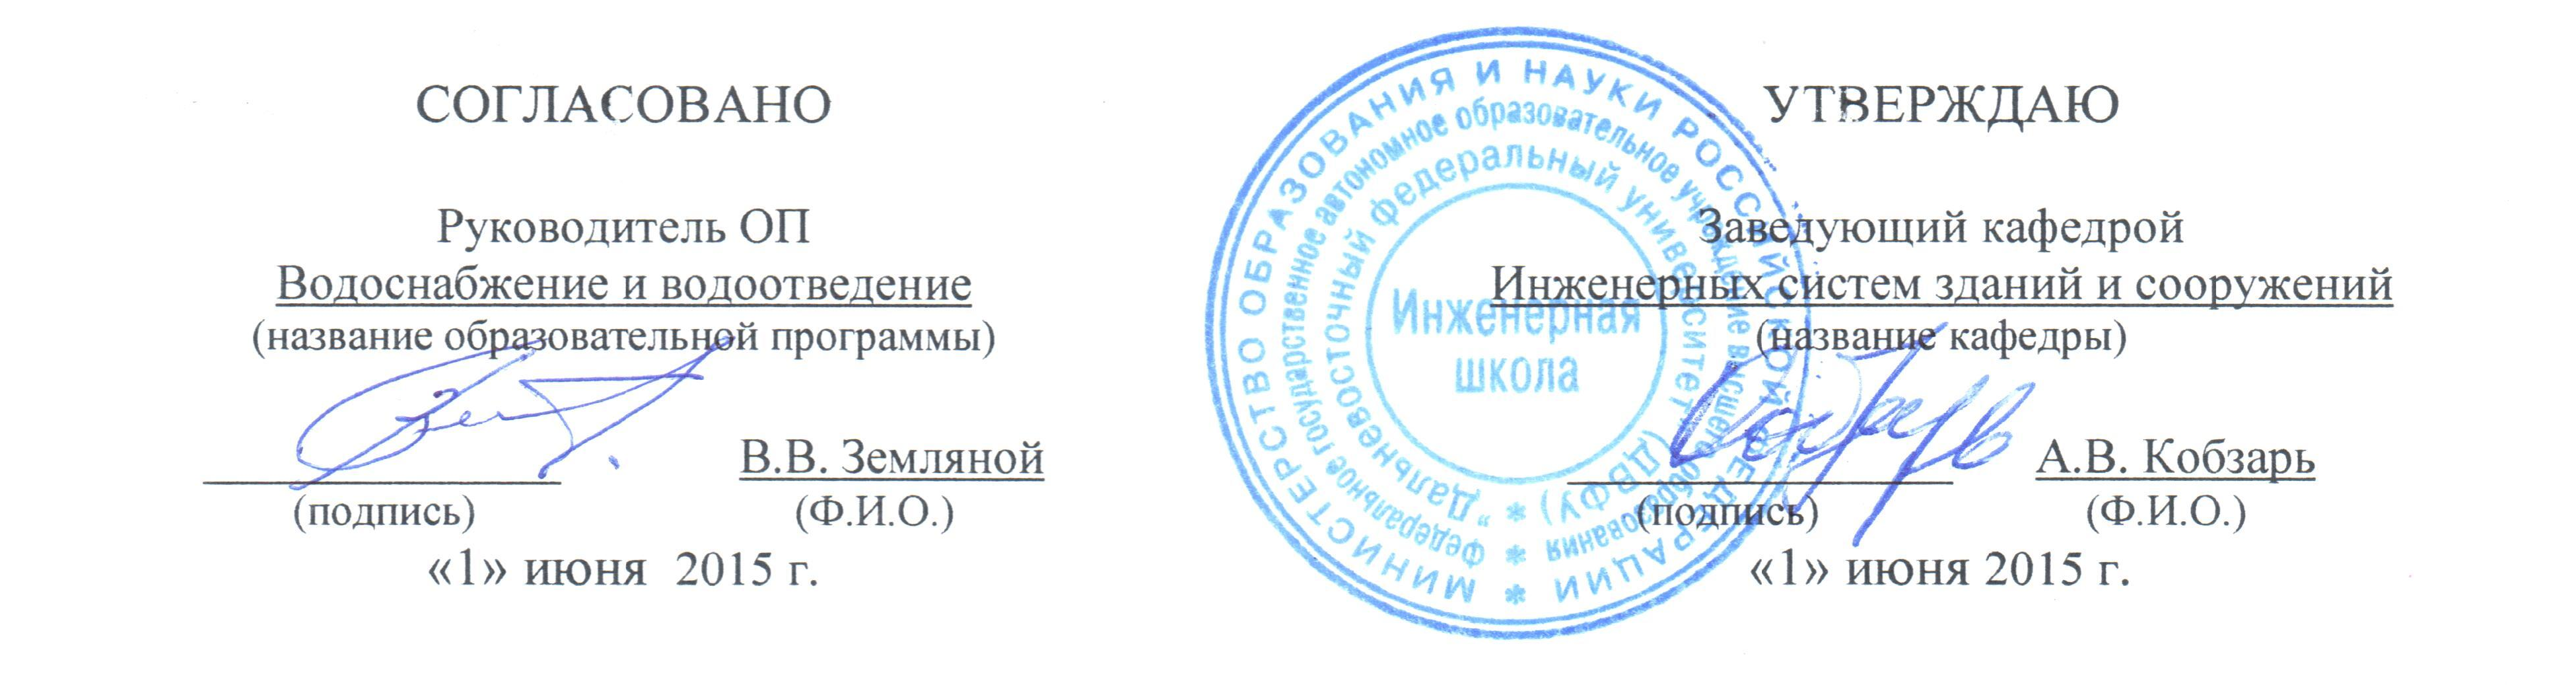 СОГЛАСОВАНО
Руководитель ОП
Водоснабжение и водоотведение
(название образовательной программы)
В.В. Земляной
(подпись)
(Ф.И.О.)
«1» июня 2015 г.
МИНИСТЕРСТВО ОБРАЗОВАНИЯ И НАУКИ РОССИЙСКОЙ ФЕДЕРАЦИИ *
федеральное государственное автономное образовательное учреждение высшего образования *
"Дальневосточный федеральный университет" (ДВФУ) *
Инженерная
школа
УТВЕРЖДАЮ
Заведующий кафедрой
Инженерных систем зданий и сооружений
(название кафедры)
А.В. Кобзарь
(подпись)
(Ф.И.О.)
«1» июня 2015 г.